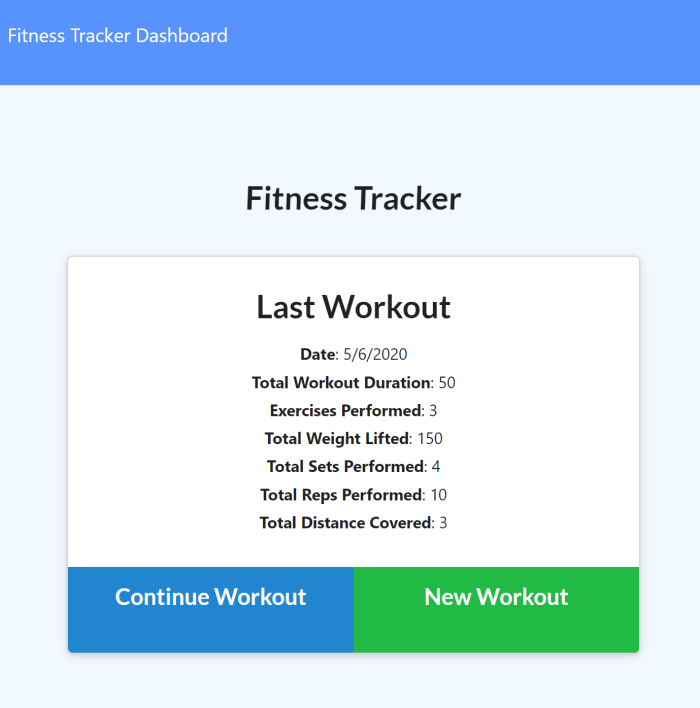 Fitness Tracker Dashboard
Fitness Tracker
Last Workout
Date: 5/6/2020
Total Workout Duration: 50
Exercises Performed: 3
Total Weight Lifted: 150
Total Sets Performed: 4
Total Reps Performed: 10
Total Distance Covered: 3
Continue Workout
New Workout